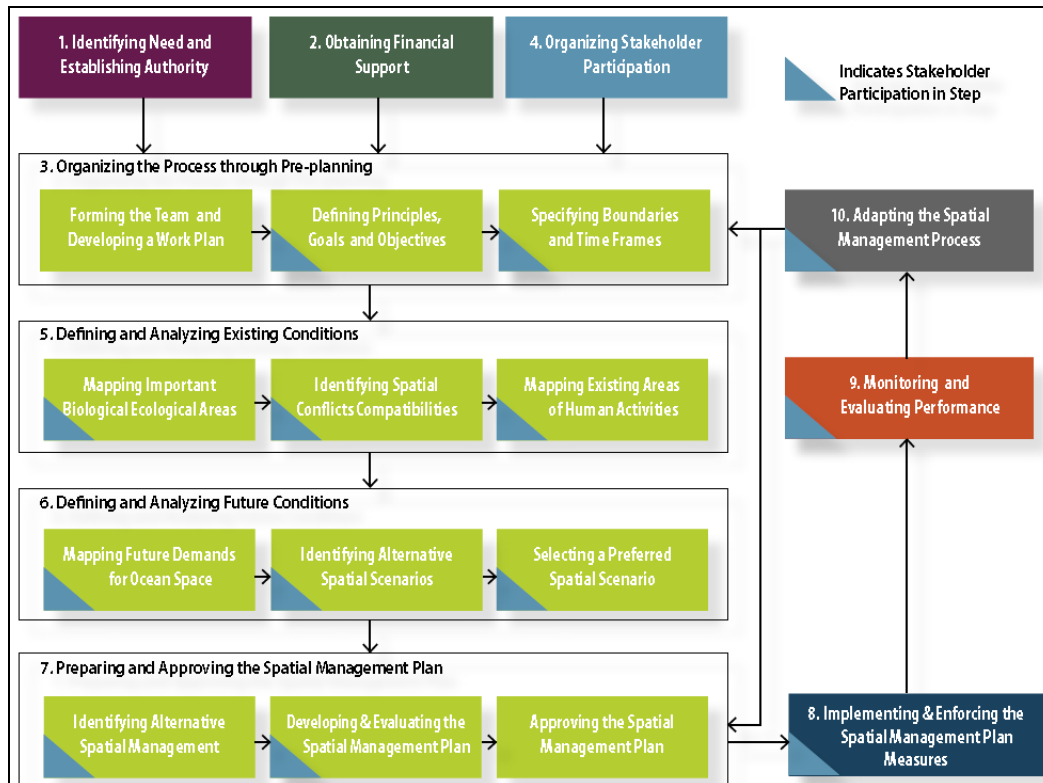 1. Identifying Need and
Establishing Authority
2. Obtaining Financial
Support
4. Organizing Stakeholder
Participation
Indicates Stakeholder
Participation in Step
3. Organizing the Process through Pre-planning
Forming the Team and
Developing a Work Plan
Defining Principles,
Goals and Objectives
Specifying Boundaries
and Time Frames
10. Adapting the Spatial
Management Process
5. Defining and Analyzing Existing Conditions
Mapping Important
Biological Ecological Areas
Identifying Spatial
Conflicts Compatibilities
Mapping Existing Areas
of Human Activities
9. Monitoring and
Evaluating Performance
6. Defining and Analyzing Future Conditions
Mapping Future Demands
for Ocean Space
Identifying Alternative
Spatial Scenarios
Selecting a Preferred
Spatial Scenario
7. Preparing and Approving the Spatial Management Plan
Identifying Alternative
Spatial Management
Developing & Evaluating the
Spatial Management Plan
Approving the Spatial
Management Plan
8. Implementing & Enforcing the
Spatial Management Plan
Measures